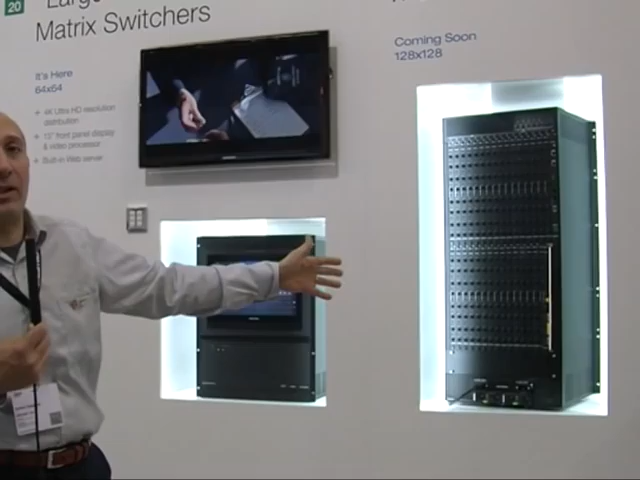 20
Large
Matrix Switchers
It's Here
64x64
+ 4K Ultra HD resolution
distribution
+ 15" front panel display
& video processor
+ Built-in Web server
Coming Soon
128x128